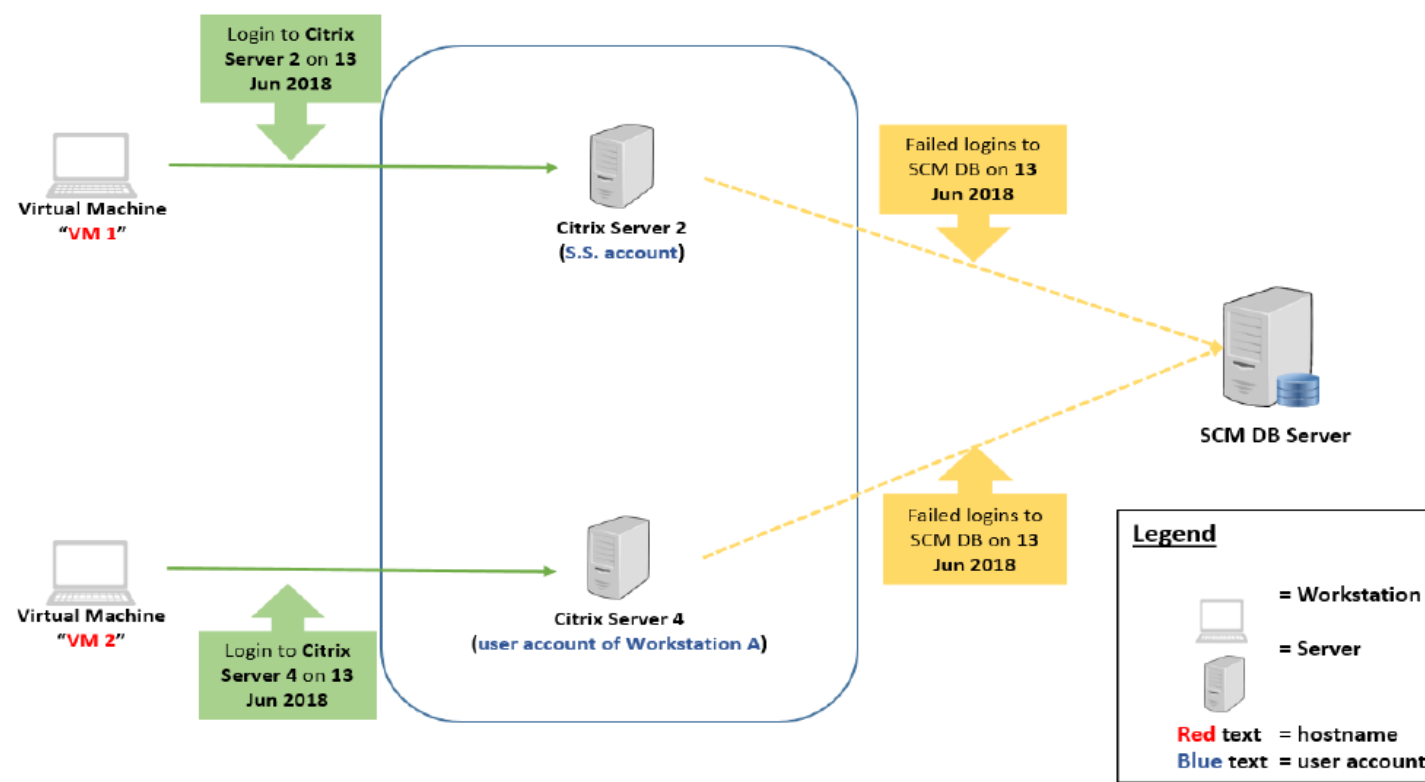 Login to Citrix
Server 2 on 13
Jun 2018
Virtual Machine
“VM 1”
Citrix Server 2
(S.S. account)
Failed logins to
SCM DB on 13
Jun 2018
SCM DB Server
Virtual Machine
“VM 2”
Login to Citrix
Server 4 on 13
Jun 2018
Citrix Server 4
(user account of Workstation A)
Failed logins to
SCM DB on 13
Jun 2018
Legend
= Workstation
= Server
Red text = hostname
Blue text = user account